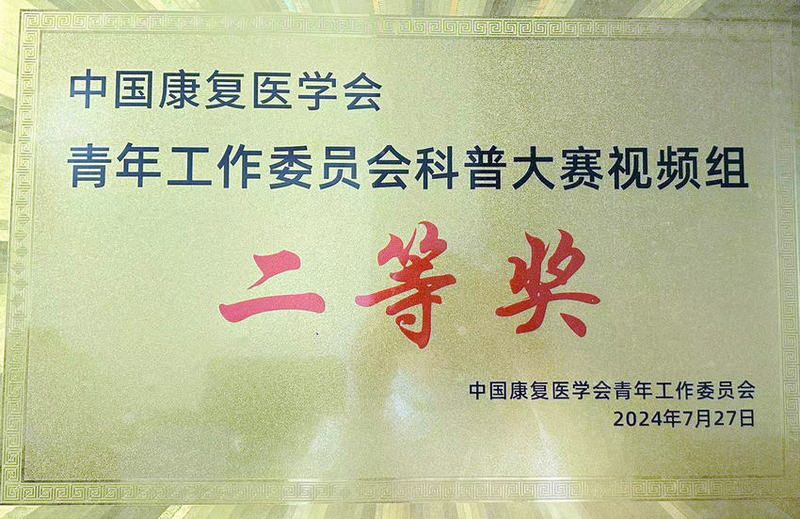 中国康复医学会
青年工作委员会科普大赛视频组
二等奖
中国康复医学会青年工作委员会
2024年7月27日